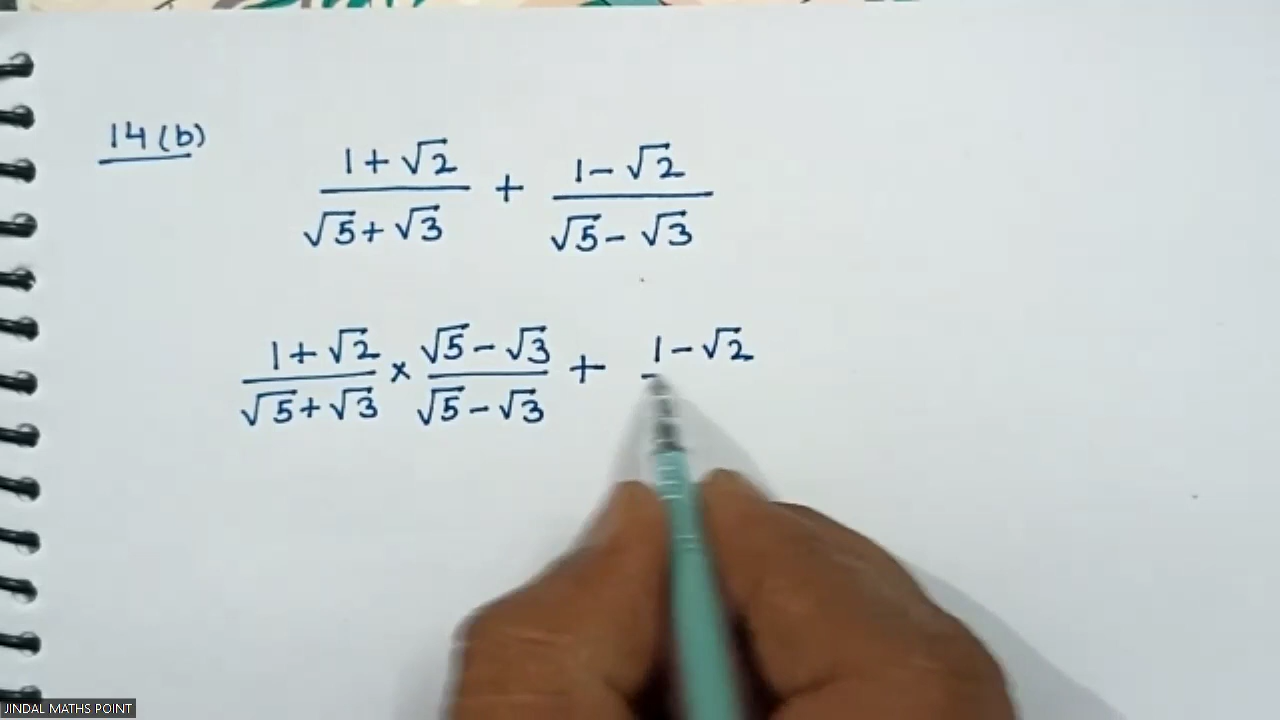 14(b)
1 + √2 / √5 + √3 + 1 - √2 / √5 - √3
1 + √2 / √5 + √3 × √5 - √3 / √5 - √3 + 1 - √2
JINDAL MATHS POINT